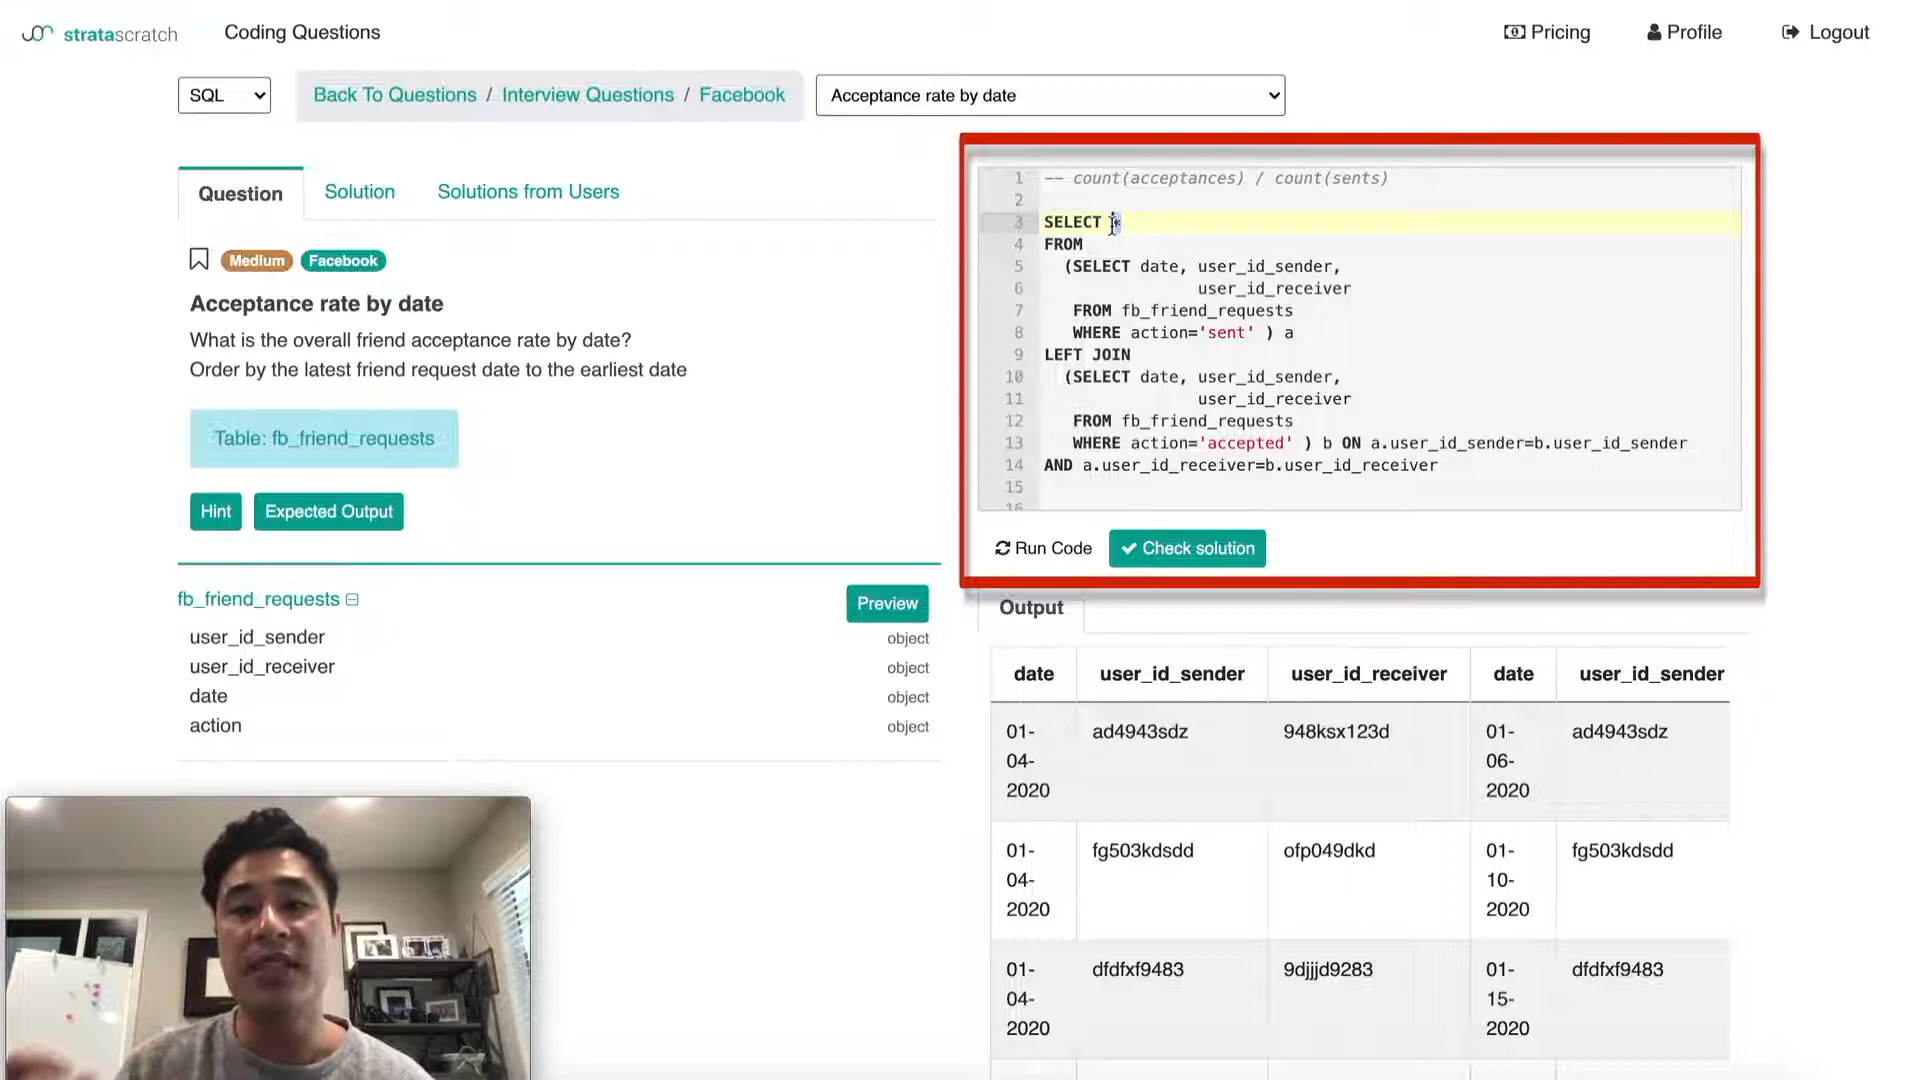 stratascratch
Coding Questions
Pricing
Profile
Logout
SQL
Back To Questions / Interview Questions / Facebook
Acceptance rate by date
Question
Solution
Solutions from Users
Medium
Facebook
Acceptance rate by date
What is the overall friend acceptance rate by date?
Order by the latest friend request date to the earliest date
Table: fb_friend_requests
Hint
Expected Output
fb_friend_requests
Preview
user_id_sender object
user_id_receiver object
date object
action object
1 -- count(acceptances) / count(sents)
2
3 SELECT *
4 FROM
5 (SELECT date, user_id_sender,
6 user_id_receiver
7 FROM fb_friend_requests
8 WHERE action='sent' ) a
9 LEFT JOIN
10 (SELECT date, user_id_sender,
11 user_id_receiver
12 FROM fb_friend_requests
13 WHERE action='accepted' ) b ON a.user_id_sender=b.user_id_sender
14 AND a.user_id_receiver=b.user_id_receiver
15
16
Run Code
Check solution
Output
date user_id_sender user_id_receiver date user_id_sender
01-04-2020 ad4943sdz 948ksx123d 01-06-2020 ad4943sdz
01-04-2020 fg503kdsdd ofp049dkd 01-10-2020 fg503kdsdd
01-04-2020 dfdfxf9483 9djjjd9283 01-15-2020 dfdfxf9483